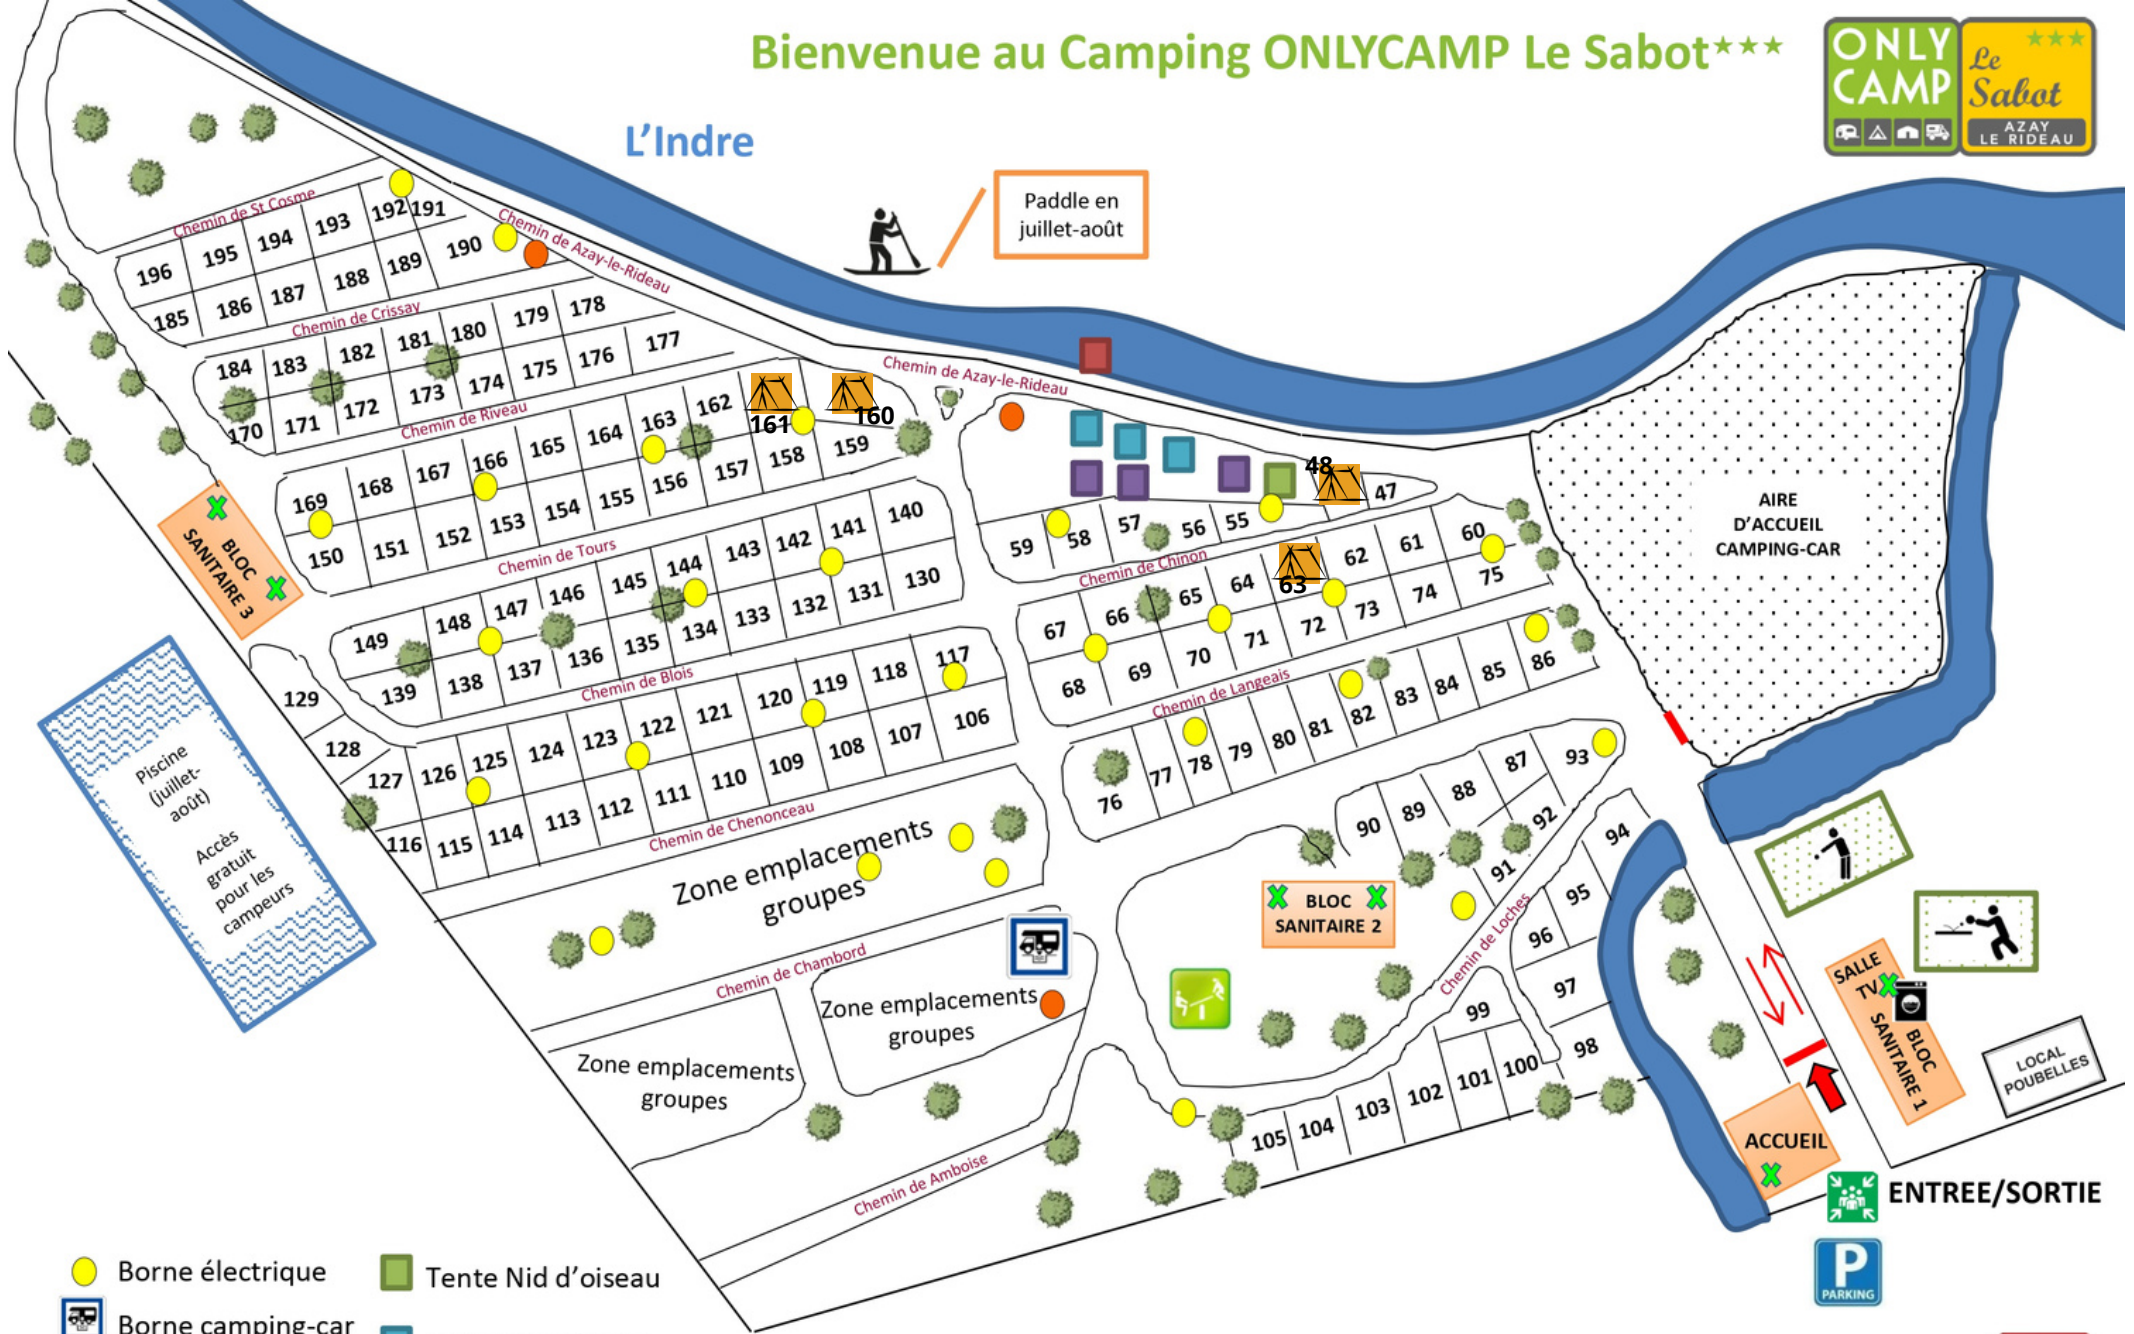 Bienvenue au Camping ONLYCAMP Le Sabot★★★
ONLY
CAMP
★★★
Le
Sabot
AZAY
LE RIDEAU
L'Indre
Paddle en
juillet-août
Chemin de St Cosme
196 195 194 193 192 191
185 186 187 188 189 190
Chemin de Azay-le-Rideau
Chemin de Crissay
184 183 182 181 180 179 178
170 171 172 173 174 175 176 177
Chemin de Riveau
169 168 167 166 165 164 163 162 161 160
150 151 152 153 154 155 156 157 158 159
Chemin de Tours
149 148 147 146 145 144 143 142 141 140
139 138 137 136 135 134 133 132 131 130
Chemin de Blois
129
128
127 126 125 124 123 122 121 120 119 118 117
116 115 114 113 112 111 110 109 108 107 106
Chemin de Chenonceau
Zone emplacements
groupes
Chemin de Chambord
Zone emplacements
groupes
Zone emplacements
groupes
Chemin de Amboise
BLOC
SANITAIRE 3
Piscine
(juillet-
août)
Accès
gratuit
pour les
campeurs
Chemin de Azay-le-Rideau
48 47
59 58 57 56 55
Chemin de Chinon
67 66 65 64 63 62 61 60
68 69 70 71 72 73 74 75
Chemin de Langeais
76 77 78 79 80 81 82 83 84 85 86
90 89 88 87 93
91 92
BLOC
SANITAIRE 2
Chemin de Loches
94
95
96
97
98
99
105 104 103 102 101 100
AIRE
D'ACCUEIL
CAMPING-CAR
SALLE
TV
BLOC
SANITAIRE 1
LOCAL
POUBELLES
ACCUEIL
ENTREE/SORTIE
P
PARKING
Borne électrique
Tente Nid d'oiseau
Borne camping-car